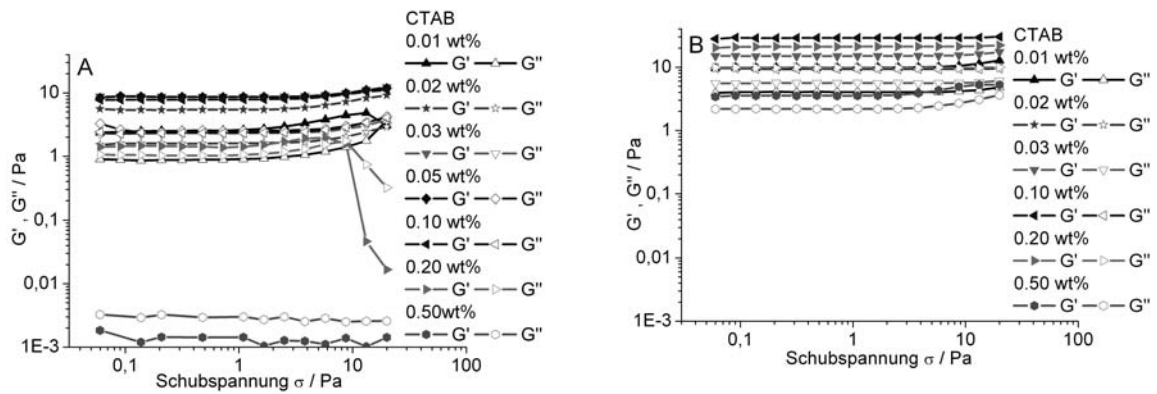 A
CTAB
0.01 wt%
G' G''
0.02 wt%
G' G''
0.03 wt%
G' G''
0.05 wt%
G' G''
0.10 wt%
G' G''
0.20 wt%
G' G''
0.50wt%
G' G''
G' , G'' / Pa
10
1
0,1
0,01
1E-3
0,1 1 10 100
Schubspannung σ / Pa
B
CTAB
0.01 wt%
G' G''
0.02 wt%
G' G''
0.03 wt%
G' G''
0.10 wt%
G' G''
0.20 wt%
G' G''
0.50 wt%
G' G''
G' , G'' / Pa
10
1
0,1
0,01
1E-3
0,1 1 10 100
Schubspannung σ / Pa